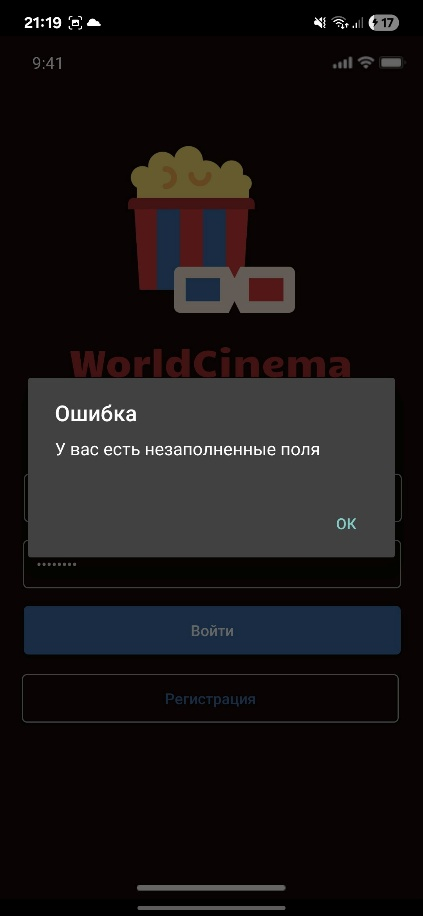 21:19
17
9:41
WorldCinema
Ошибка
У вас есть незаполненные поля
ОК
••••••••
Войти
Регистрация